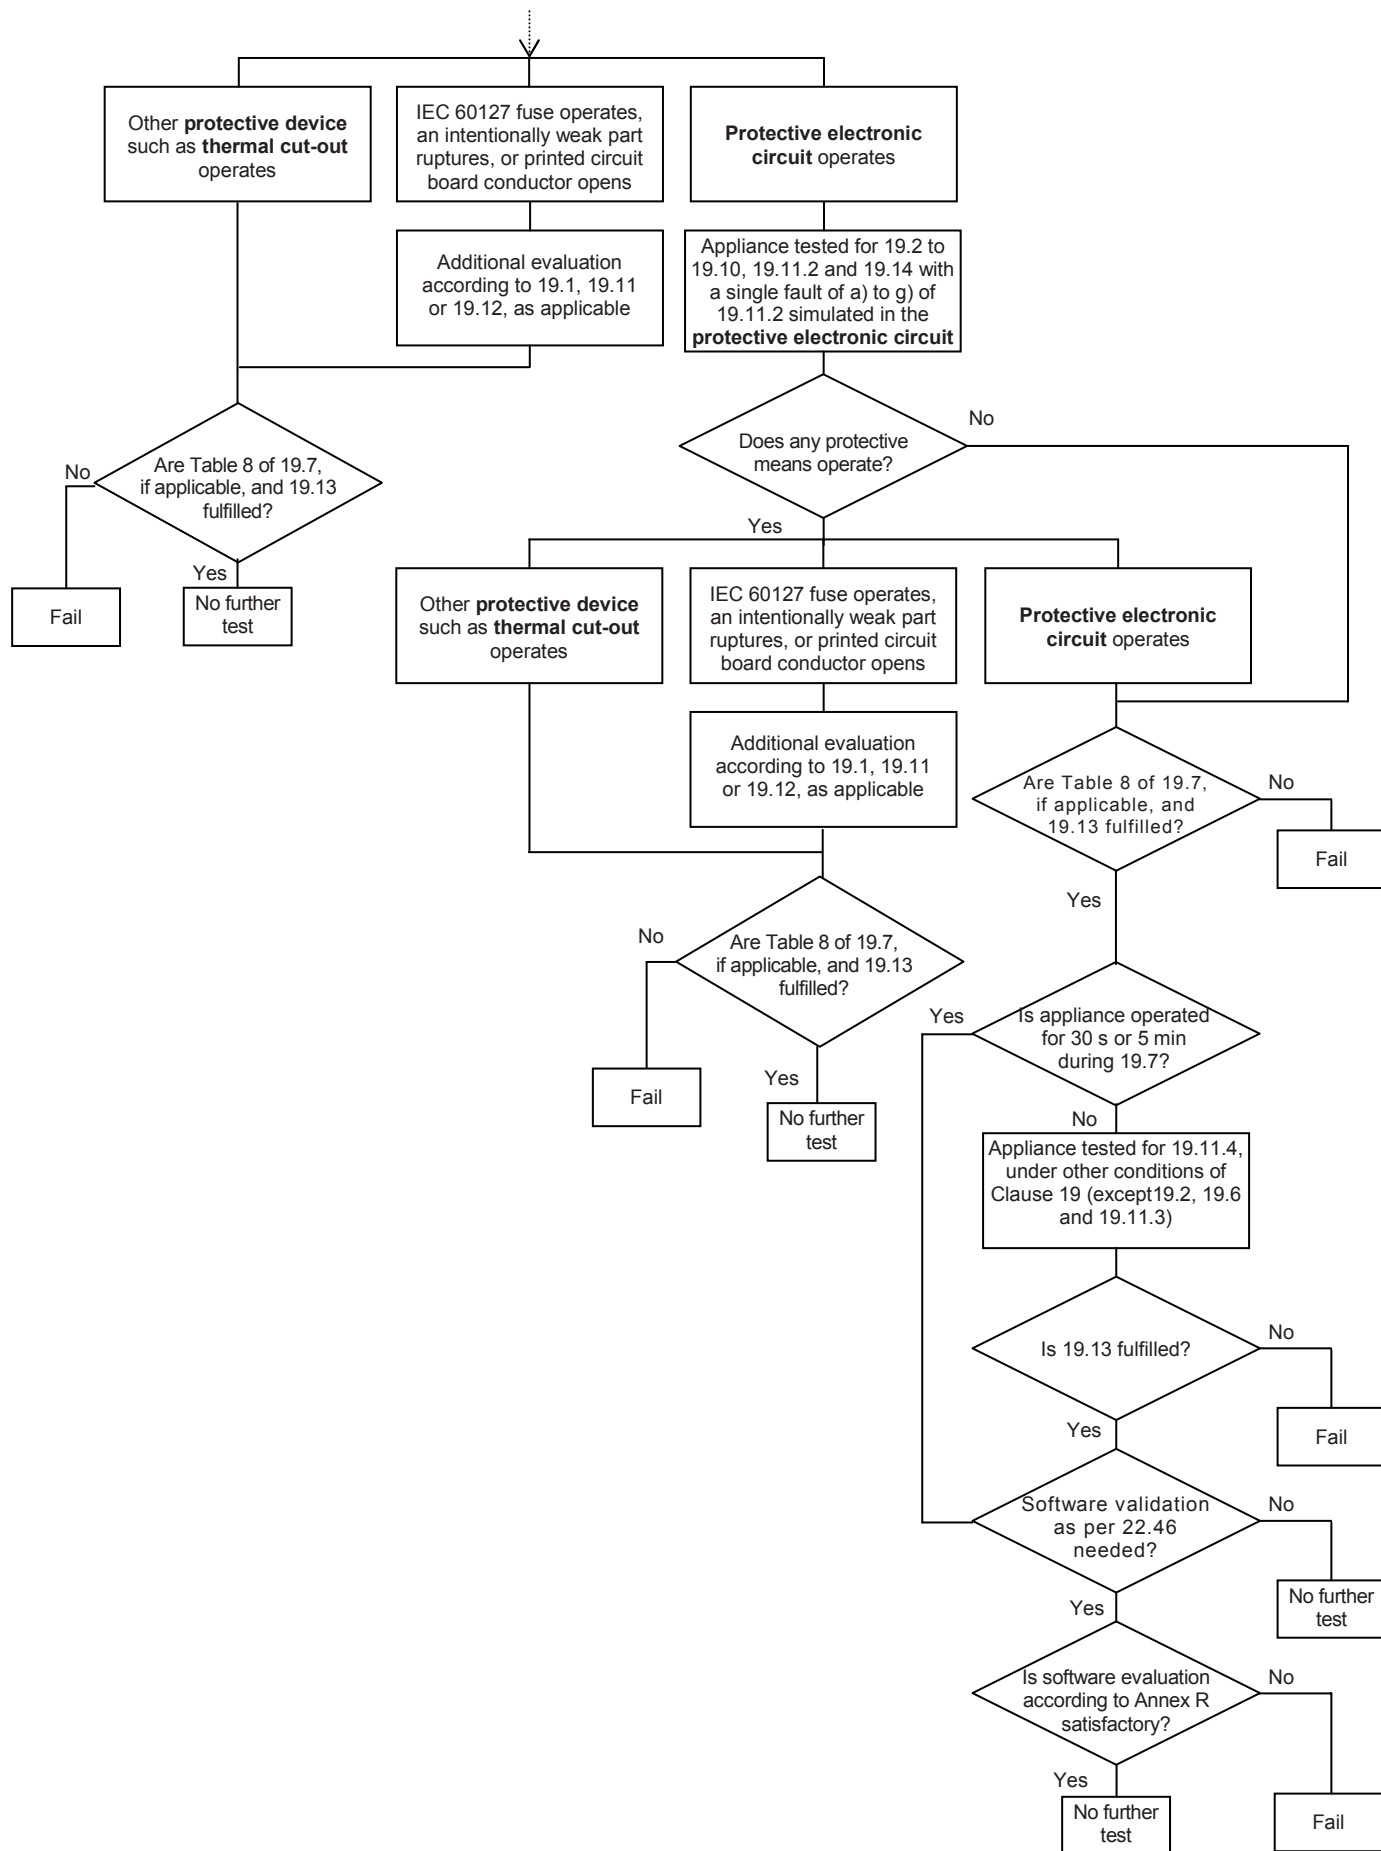 Other protective device
such as thermal cut-out
operates
IEC 60127 fuse operates,
an intentionally weak part
ruptures, or printed circuit
board conductor opens
Protective electronic
circuit operates
Additional evaluation
according to 19.1, 19.11
or 19.12, as applicable
Appliance tested for 19.2 to
19.10, 19.11.2 and 19.14 with
a single fault of a) to g) of
19.11.2 simulated in the
protective electronic circuit
Does any protective
means operate?
No
Yes
No
Are Table 8 of 19.7,
if applicable, and 19.13
fulfilled?
Yes
Fail
No further
test
Other protective device
such as thermal cut-out
operates
IEC 60127 fuse operates,
an intentionally weak part
ruptures, or printed circuit
board conductor opens
Protective electronic
circuit operates
Additional evaluation
according to 19.1, 19.11
or 19.12, as applicable
Are Table 8 of 19.7,
if applicable, and
19.13 fulfilled?
No
Fail
Yes
No
Are Table 8 of 19.7,
if applicable, and 19.13
fulfilled?
Yes
Fail
No further
test
Yes
Is appliance operated
for 30 s or 5 min
during 19.7?
No
Appliance tested for 19.11.4,
under other conditions of
Clause 19 (except19.2, 19.6
and 19.11.3)
Is 19.13 fulfilled?
No
Fail
Yes
Software validation
as per 22.46
needed?
No
No further
test
Yes
Is software evaluation
according to Annex R
satisfactory?
No
Yes
No further
test
Fail